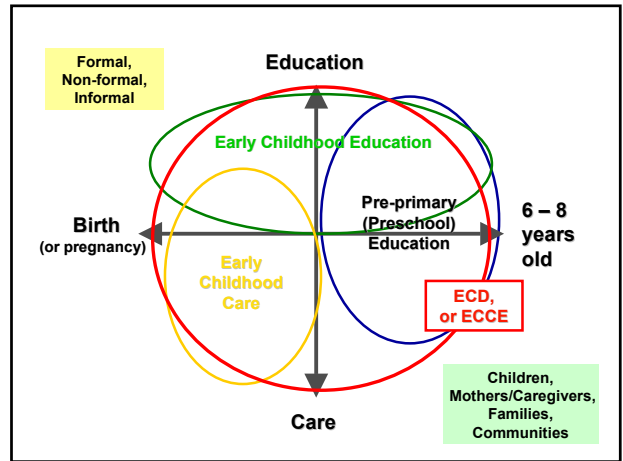 Formal,
Non-formal,
Informal
Education
Early Childhood Education
Pre-primary
(Preschool)
Education
Birth
(or pregnancy)
6 – 8
years
old
Early
Childhood
Care
ECD,
or ECCE
Children,
Mothers/Caregivers,
Families,
Communities
Care